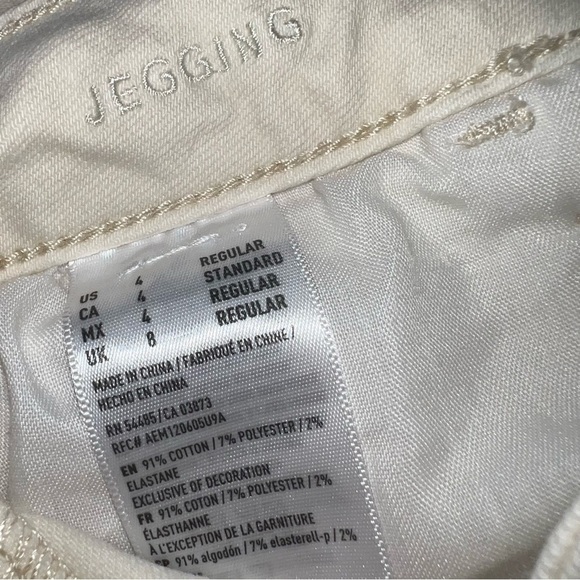 JEGGING
US 4 REGULAR
CA 4 STANDARD
MX 4 REGULAR
UK 8 REGULAR
MADE IN CHINA / FABRIQUÉ EN CHINE /
HECHO EN CHINA
RN 54485 / CA 03873
RFC# AEM120605U9A
EN 91% COTTON / 7% POLYESTER / 2%
ELASTANE
EXCLUSIVE OF DECORATION
FR 91% COTON / 7% POLYESTER / 2%
ÉLASTHANNE
À L'EXCEPTION DE LA GARNITURE
91% algodón / 7% elasterell-p / 2%